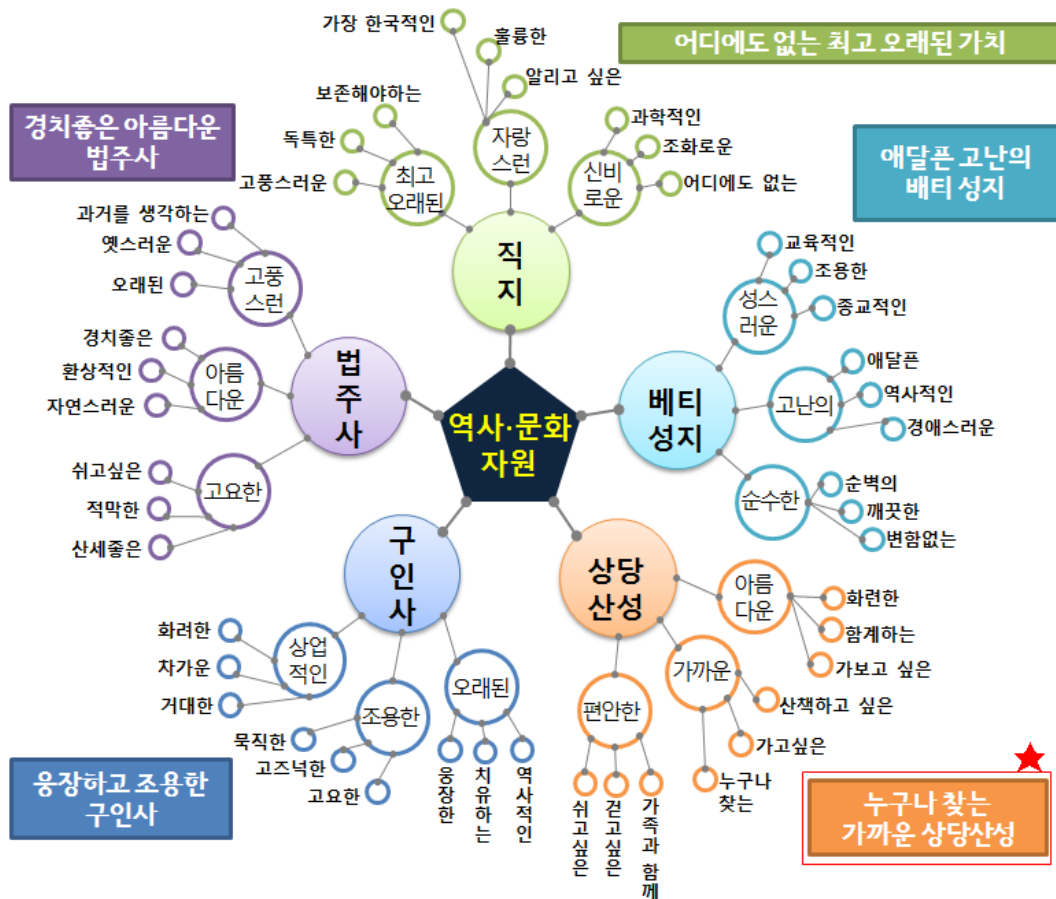 어디에도 없는 최고 오래된 가치
가장 한국적인
훌륭한
알리고 싶은
자랑
스런
보존해야하는
독특한
고풍스러운
최고
오래된
과학적인
조화로운
어디에도 없는
신비
로운
직
지
경치좋은 아름다운
법주사
과거를 생각하는
옛스러운
오래된
고풍
스런
경치좋은
환상적인
자연스러운
아름
다운
쉬고싶은
적막한
산세좋은
고요한
법
주
사
애달픈 고난의
배티 성지
교육적인
조용한
종교적인
성스
러운
애달픈
역사적인
경애스러운
고난의
순벽의
깨끗한
변함없는
순수한
베티
성지
역사·문화
자원
구
인
사
화려한
차가운
거대한
상업
적인
묵직한
고즈넉한
고요한
조용한
오래된
웅장한
치유하는
역사적인
웅장하고 조용한
구인사
상당
산성
아름
다운
화련한
함계하는
가보고 싶은
가까운
산책하고 싶은
가고싶은
누구나
찾는
편안한
쉬고싶은
걷고싶은
가족과 함께
누구나 찾는
가까운 상당산성